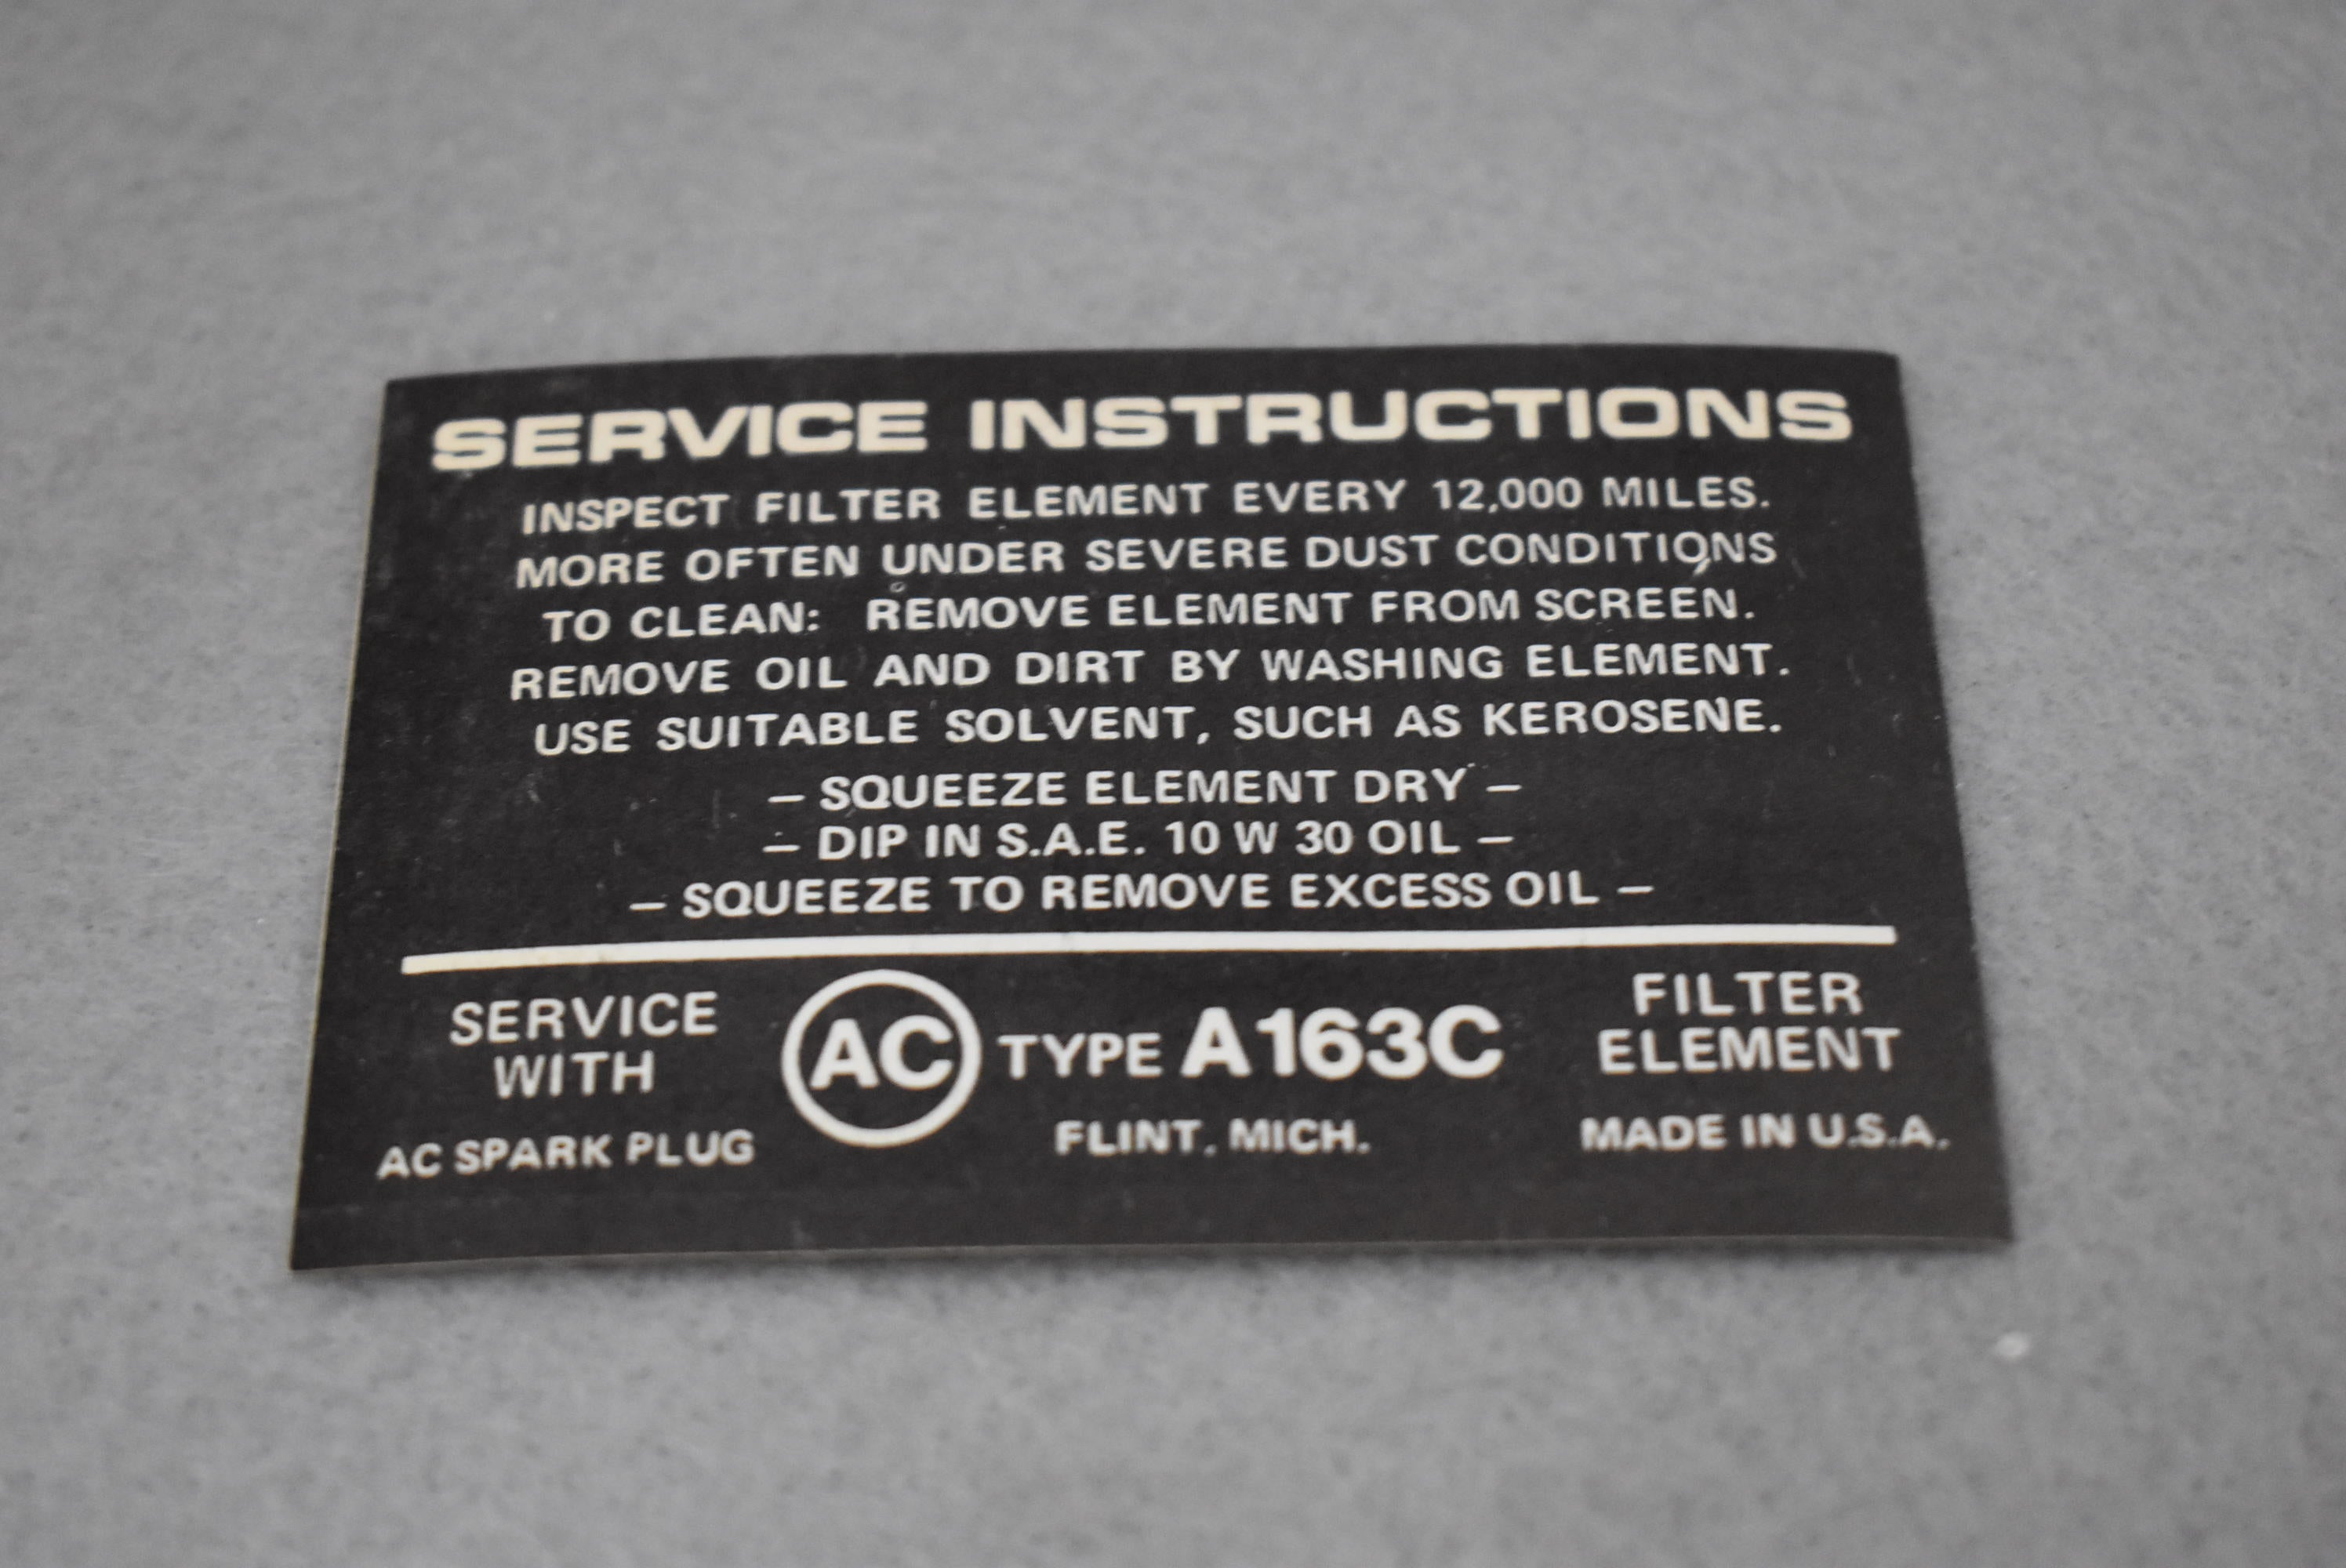 SERVICE INSTRUCTIONS
INSPECT FILTER ELEMENT EVERY 12,000 MILES.
MORE OFTEN UNDER SEVERE DUST CONDITIONS
TO CLEAN: REMOVE ELEMENT FROM SCREEN.
REMOVE OIL AND DIRT BY WASHING ELEMENT.
USE SUITABLE SOLVENT, SUCH AS KEROSENE.
– SQUEEZE ELEMENT DRY –
– DIP IN S.A.E. 10 W 30 OIL –
– SQUEEZE TO REMOVE EXCESS OIL –
SERVICE
WITH
AC TYPE A163C
FILTER
ELEMENT
AC SPARK PLUG FLINT, MICH. MADE IN U.S.A.